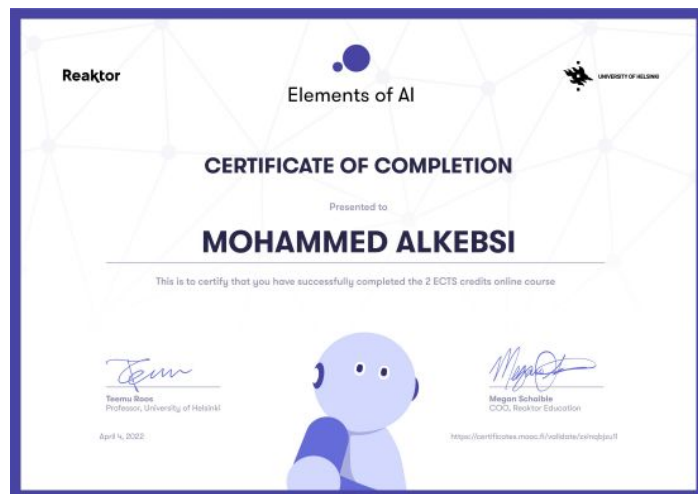 Reaktor
Elements of AI
UNIVERSITY OF HELSINKI
CERTIFICATE OF COMPLETION
Presented to
MOHAMMED ALKEBSI
This is to certify that you have successfully completed the 2 ECTS credits online course
Teemu Roos
Professor, University of Helsinki
Megan Schaible
COO, Reaktor Education
April 4, 2022